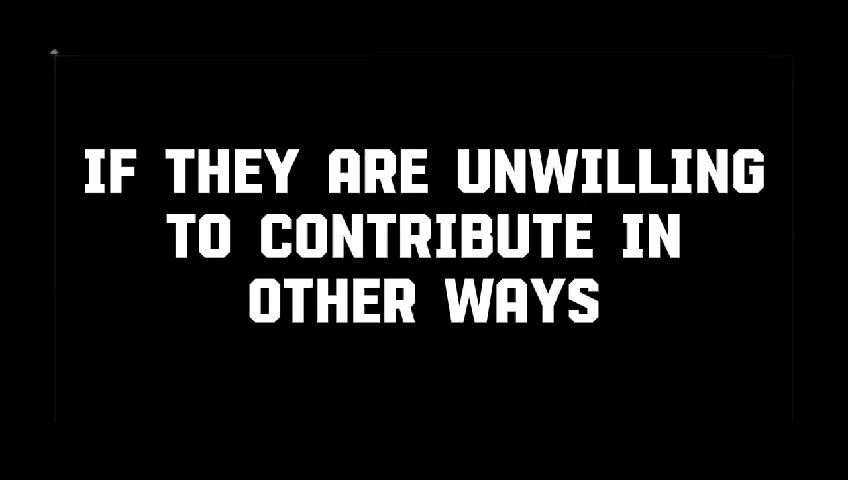 IF THEY ARE UNWILLING
TO CONTRIBUTE IN
OTHER WAYS